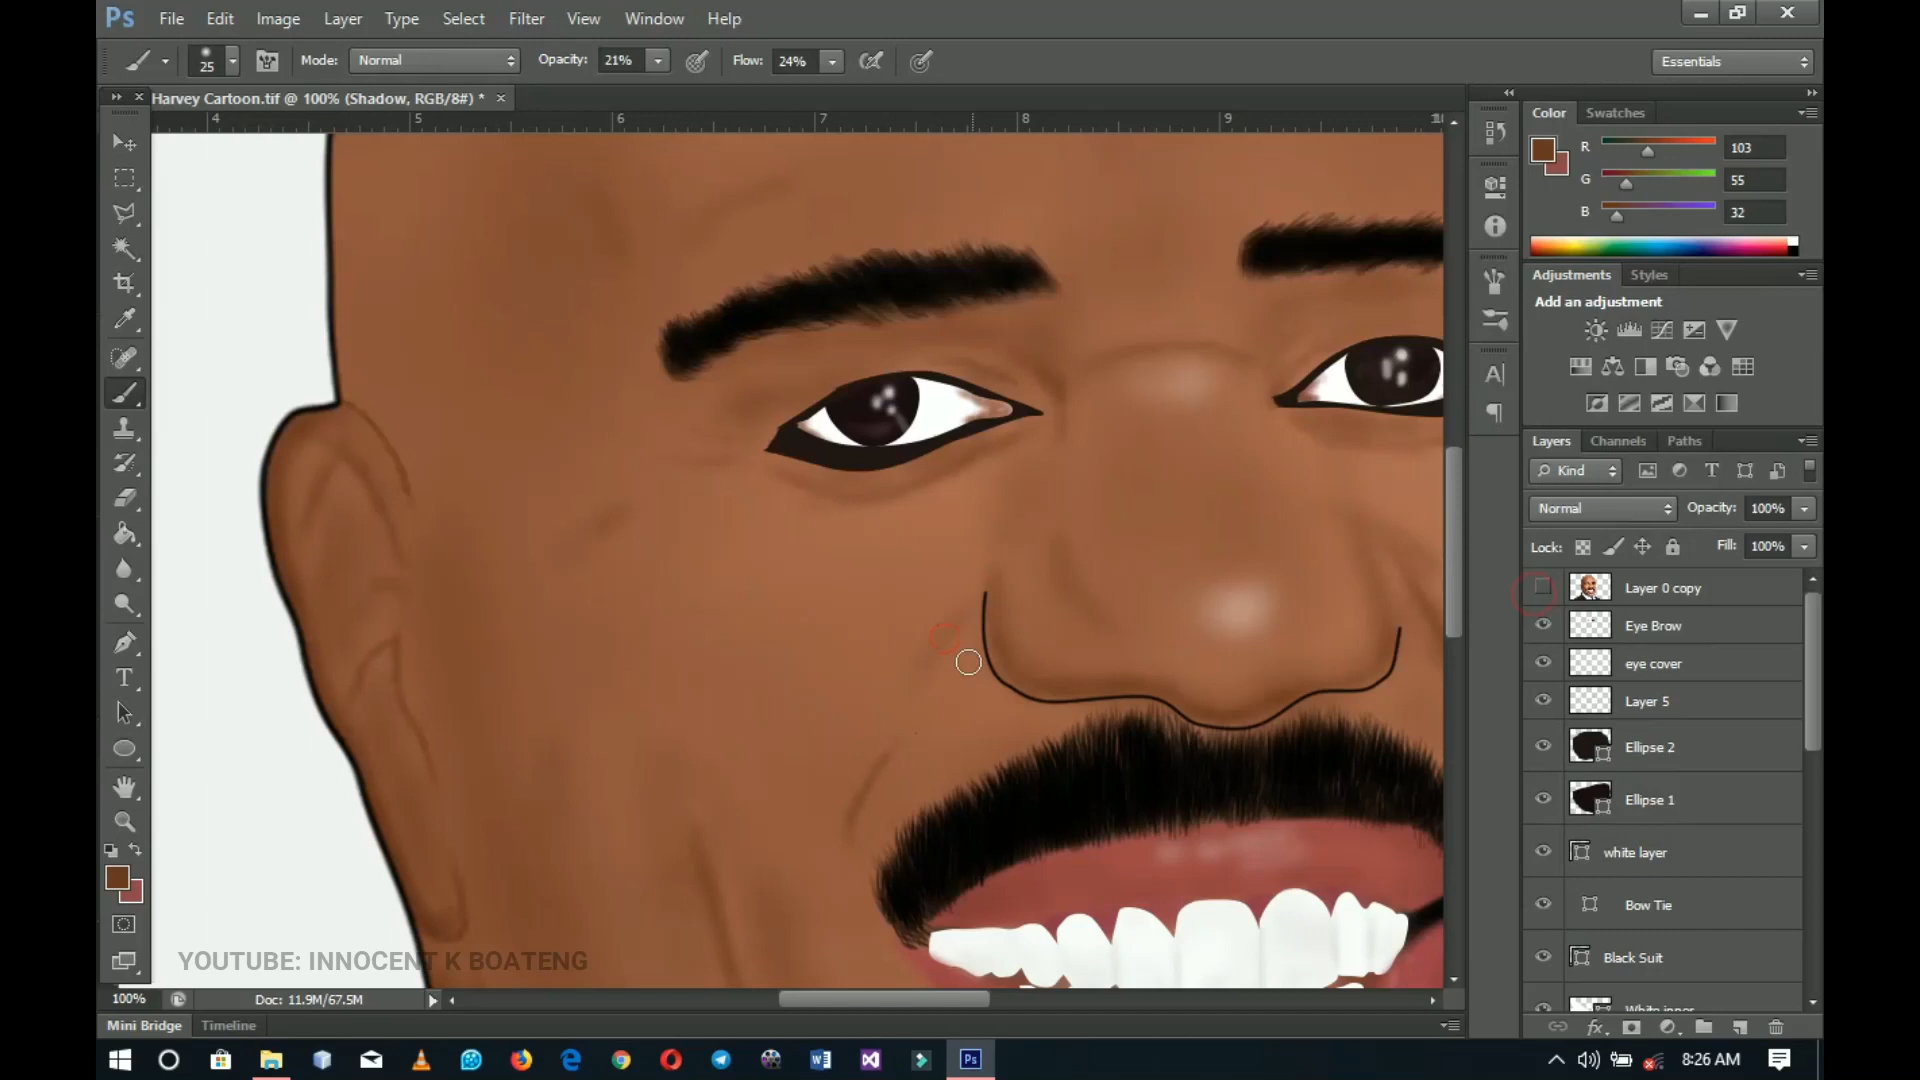 Ps File Edit Image Layer Type Select Filter View Window Help
25 Mode: Normal Opacity: 21% Flow: 24% Essentials
Harvey Cartoon.tif @ 100% (Shadow, RGB/8#) *
4 5 6 7 8 9 10
Color Swatches
R 103
G 55
B 32
Adjustments Styles
Add an adjustment
Layers Channels Paths
Kind
Normal Opacity: 100%
Lock: Fill: 100%
Layer 0 copy
Eye Brow
eye cover
Layer 5
Ellipse 2
Ellipse 1
white layer
Bow Tie
Black Suit
White inner
YOUTUBE: INNOCENT K BOATENG
100% Doc: 11.9M/67.5M
Mini Bridge Timeline
8:26 AM